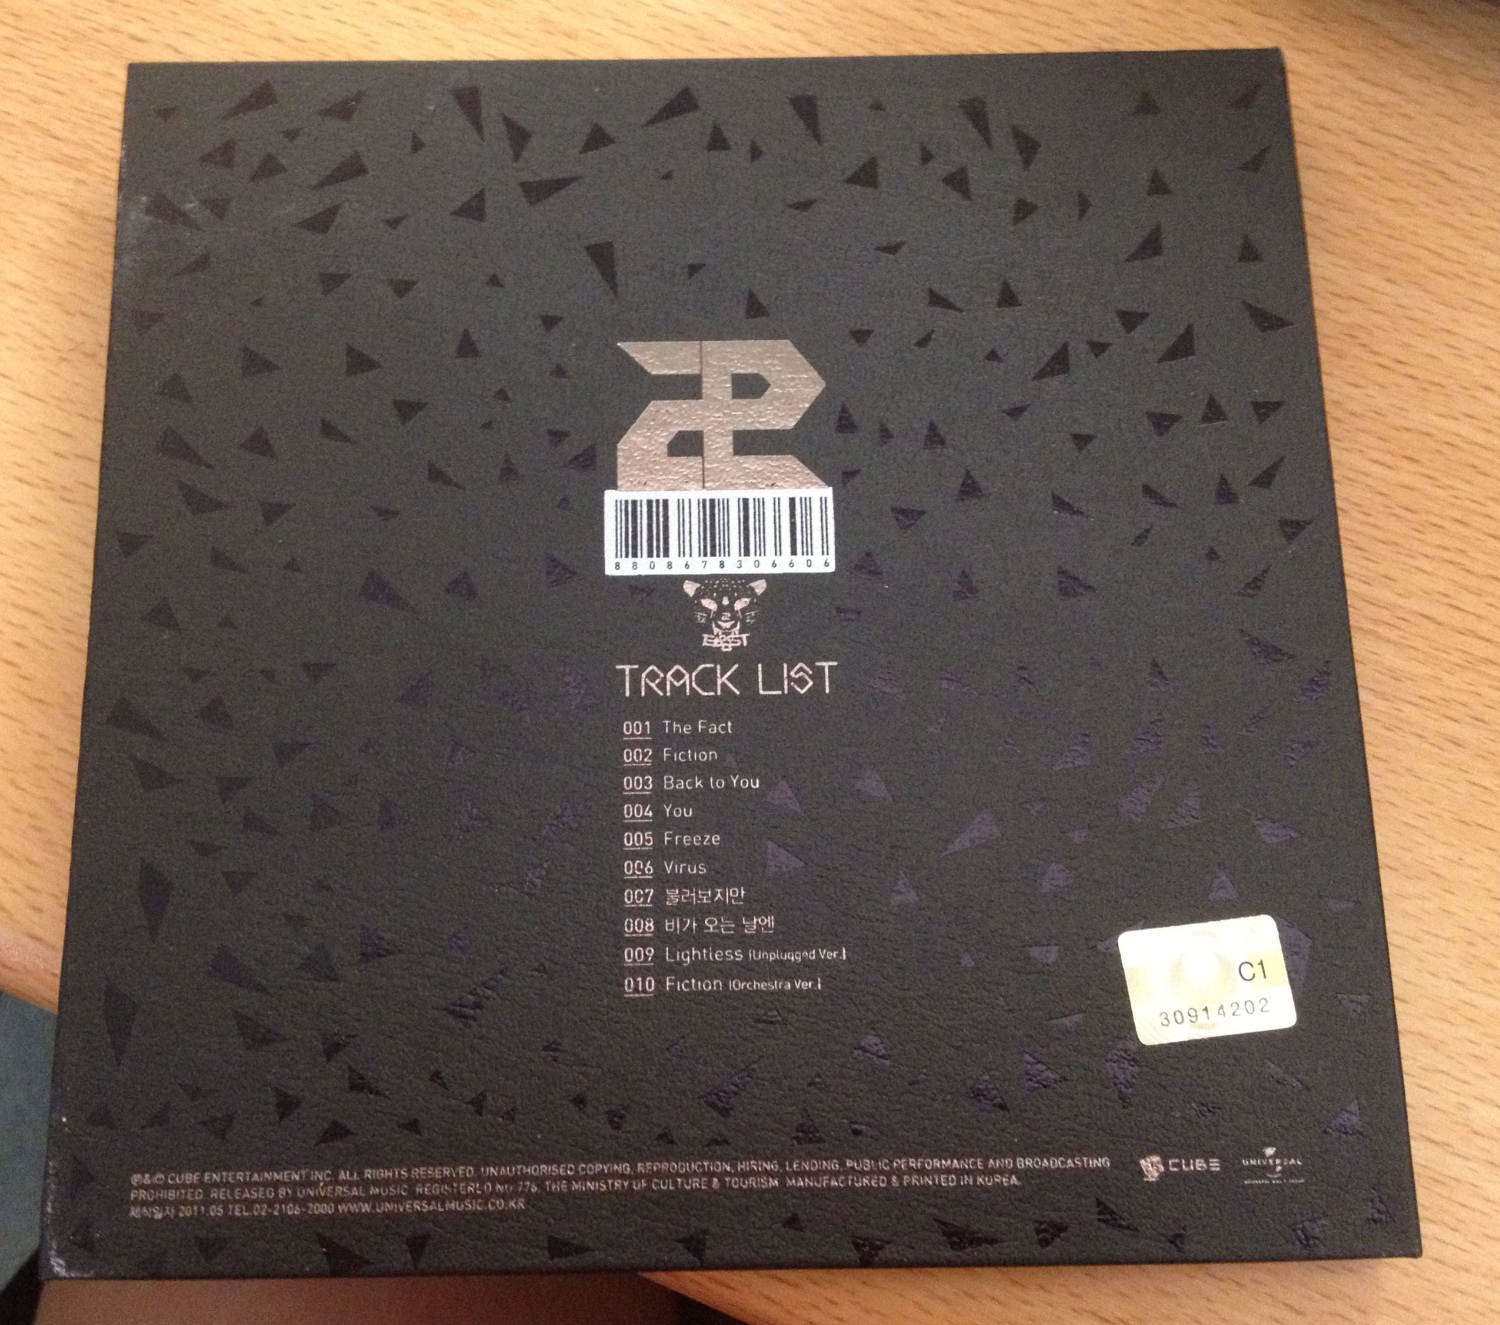 8808678306606
BEAST
TRACK LIST
001 The Fact
002 Fiction
003 Back to You
004 You
005 Freeze
006 Virus
007 불러보지만
008 비가 오는 날엔
009 Lightless (Unplugged Ver.)
010 Fiction (Orchestra Ver.)
C1
30914202
℗&© CUBE ENTERTAINMENT INC. ALL RIGHTS RESERVED. UNAUTHORISED COPYING, REPRODUCTION, HIRING, LENDING, PUBLIC PERFORMANCE AND BROADCASTING
PROHIBITED. RELEASED BY UNIVERSAL MUSIC. REGISTERED NO.776, THE MINISTRY OF CULTURE & TOURISM. MANUFACTURED & PRINTED IN KOREA.
제작일자 2011.05 TEL.02-2106-2000 WWW.UNIVERSALMUSIC.CO.KR
CUBE
UNIVERSAL